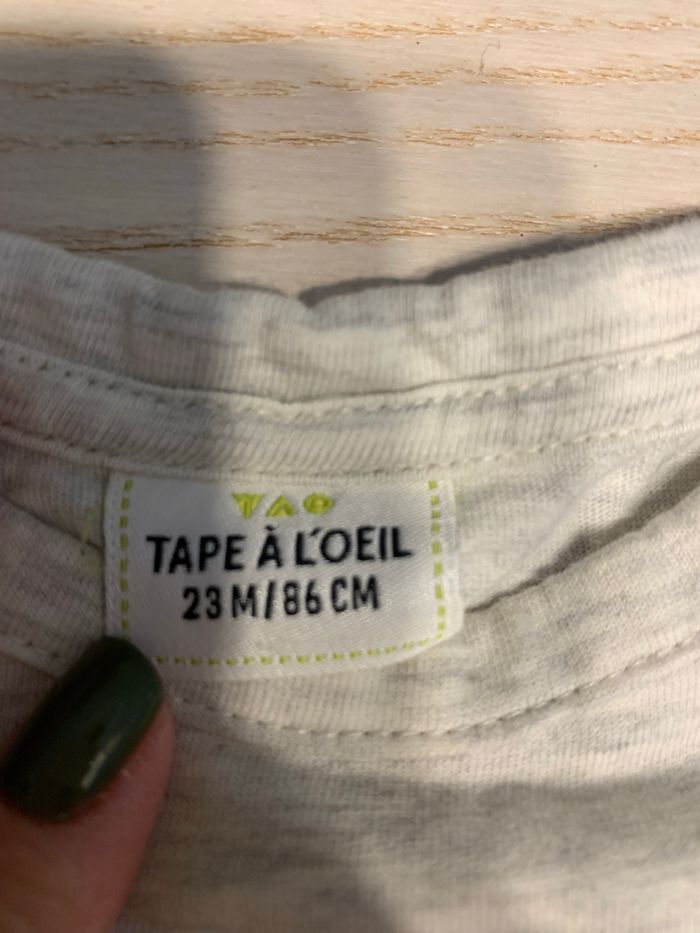 TAO
TAPE À L'OEIL
23 M/86 CM